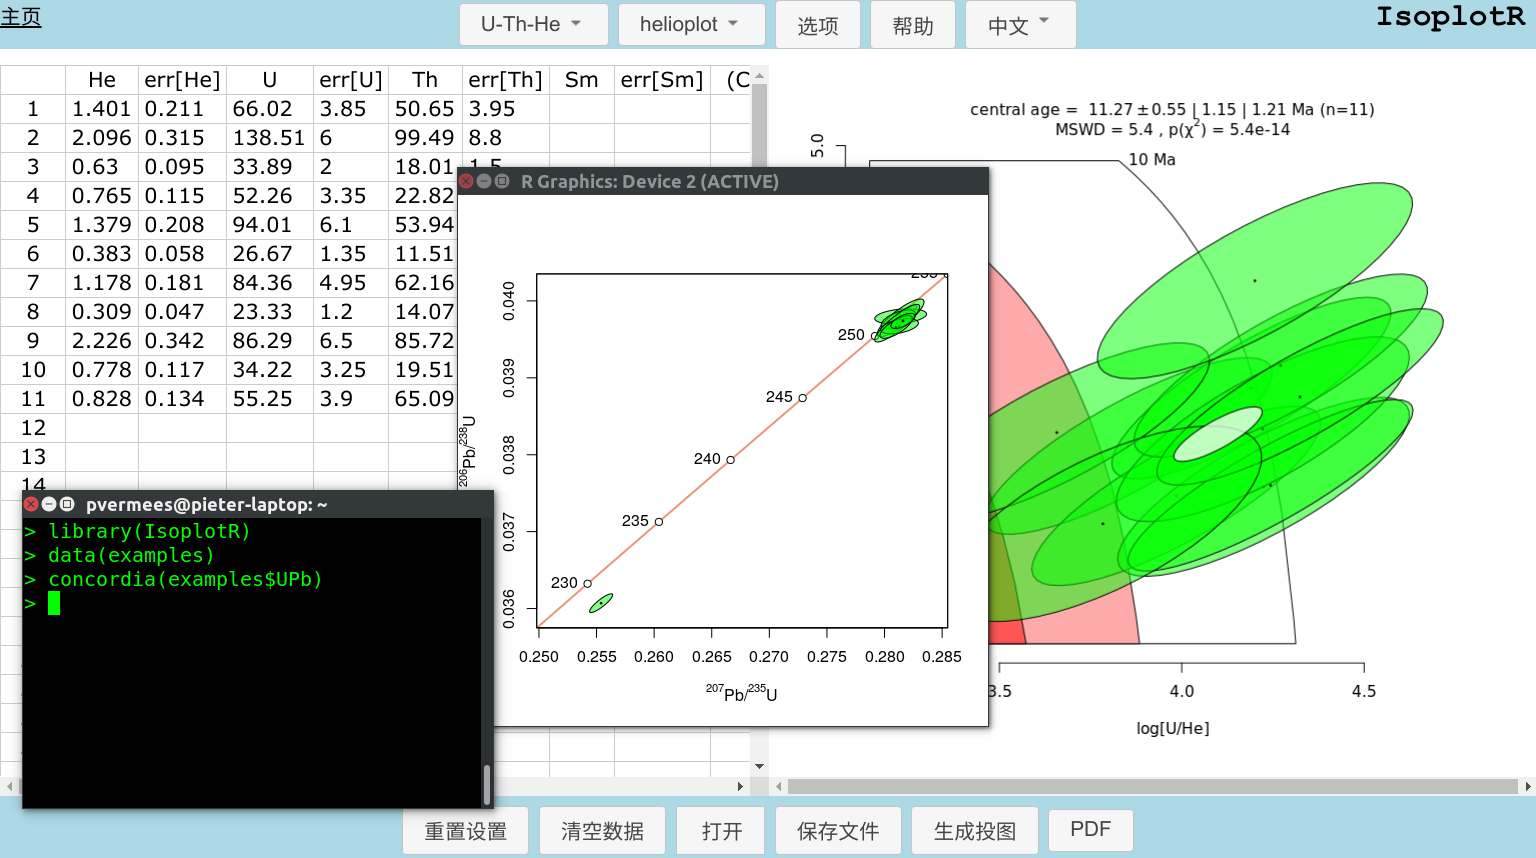 主页
U-Th-He
helioplot
选项
帮助
中文
IsoplotR
He err[He] U err[U] Th err[Th] Sm err[Sm] (C
1 1.401 0.211 66.02 3.85 50.65 3.95
2 2.096 0.315 138.51 6 99.49 8.8
3 0.63 0.095 33.89 2 18.01 1.5
4 0.765 0.115 52.26 3.35 22.82
5 1.379 0.208 94.01 6.1 53.94
6 0.383 0.058 26.67 1.35 11.51
7 1.178 0.181 84.36 4.95 62.16
8 0.309 0.047 23.33 1.2 14.07
9 2.226 0.342 86.29 6.5 85.72
10 0.778 0.117 34.22 3.25 19.51
11 0.828 0.134 55.25 3.9 65.09
12
13
14
central age = 11.27 ± 0.55 | 1.15 | 1.21 Ma (n=11)
MSWD = 5.4 , p(χ²) = 5.4e-14
5.0
10 Ma
3.5 4.0 4.5
log[U/He]
R Graphics: Device 2 (ACTIVE)
0.040
0.039
0.038
0.037
0.036
²⁰⁶Pb/²³⁸U
255
250
245
240
235
230
0.250 0.255 0.260 0.265 0.270 0.275 0.280 0.285
²⁰⁷Pb/²³⁵U
pvermees@pieter-laptop: ~
> library(IsoplotR)
> data(examples)
> concordia(examples$UPb)
>
重置设置
清空数据
打开
保存文件
生成投图
PDF